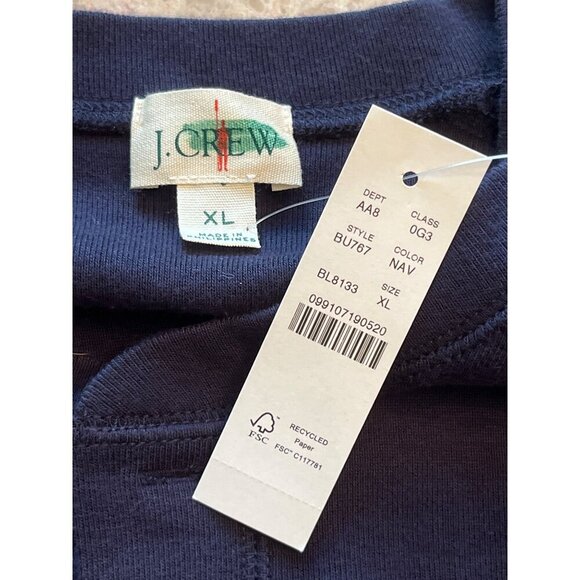 J.CREW
XL
MADE IN
PHILIPPINES
DEPT CLASS
AA8 0G3
STYLE COLOR
BU767 NAV
BL8133 SIZE
XL
099107190520
FSC
RECYCLED
Paper
FSC™ C117781